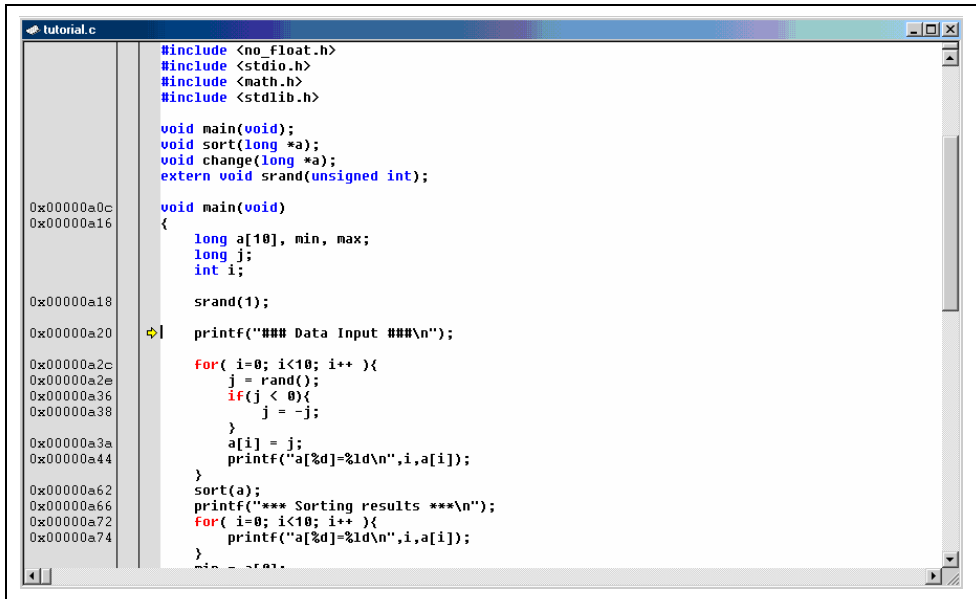 tutorial.c
#include <no_float.h>
#include <stdio.h>
#include <math.h>
#include <stdlib.h>
void main(void);
void sort(long *a);
void change(long *a);
extern void srand(unsigned int);
0x00000a0c void main(void)
0x00000a16 {
long a[10], min, max;
long j;
int i;
0x00000a18 srand(1);
0x00000a20 printf("### Data Input ###\n");
0x00000a2c for( i=0; i<10; i++ ){
0x00000a2e j = rand();
0x00000a36 if(j < 0){
0x00000a38 j = -j;
}
0x00000a3a a[i] = j;
0x00000a44 printf("a[%d]=%ld\n",i,a[i]);
}
0x00000a62 sort(a);
0x00000a66 printf("*** Sorting results ***\n");
0x00000a72 for( i=0; i<10; i++ ){
0x00000a74 printf("a[%d]=%ld\n",i,a[i]);
}
min = a[0];